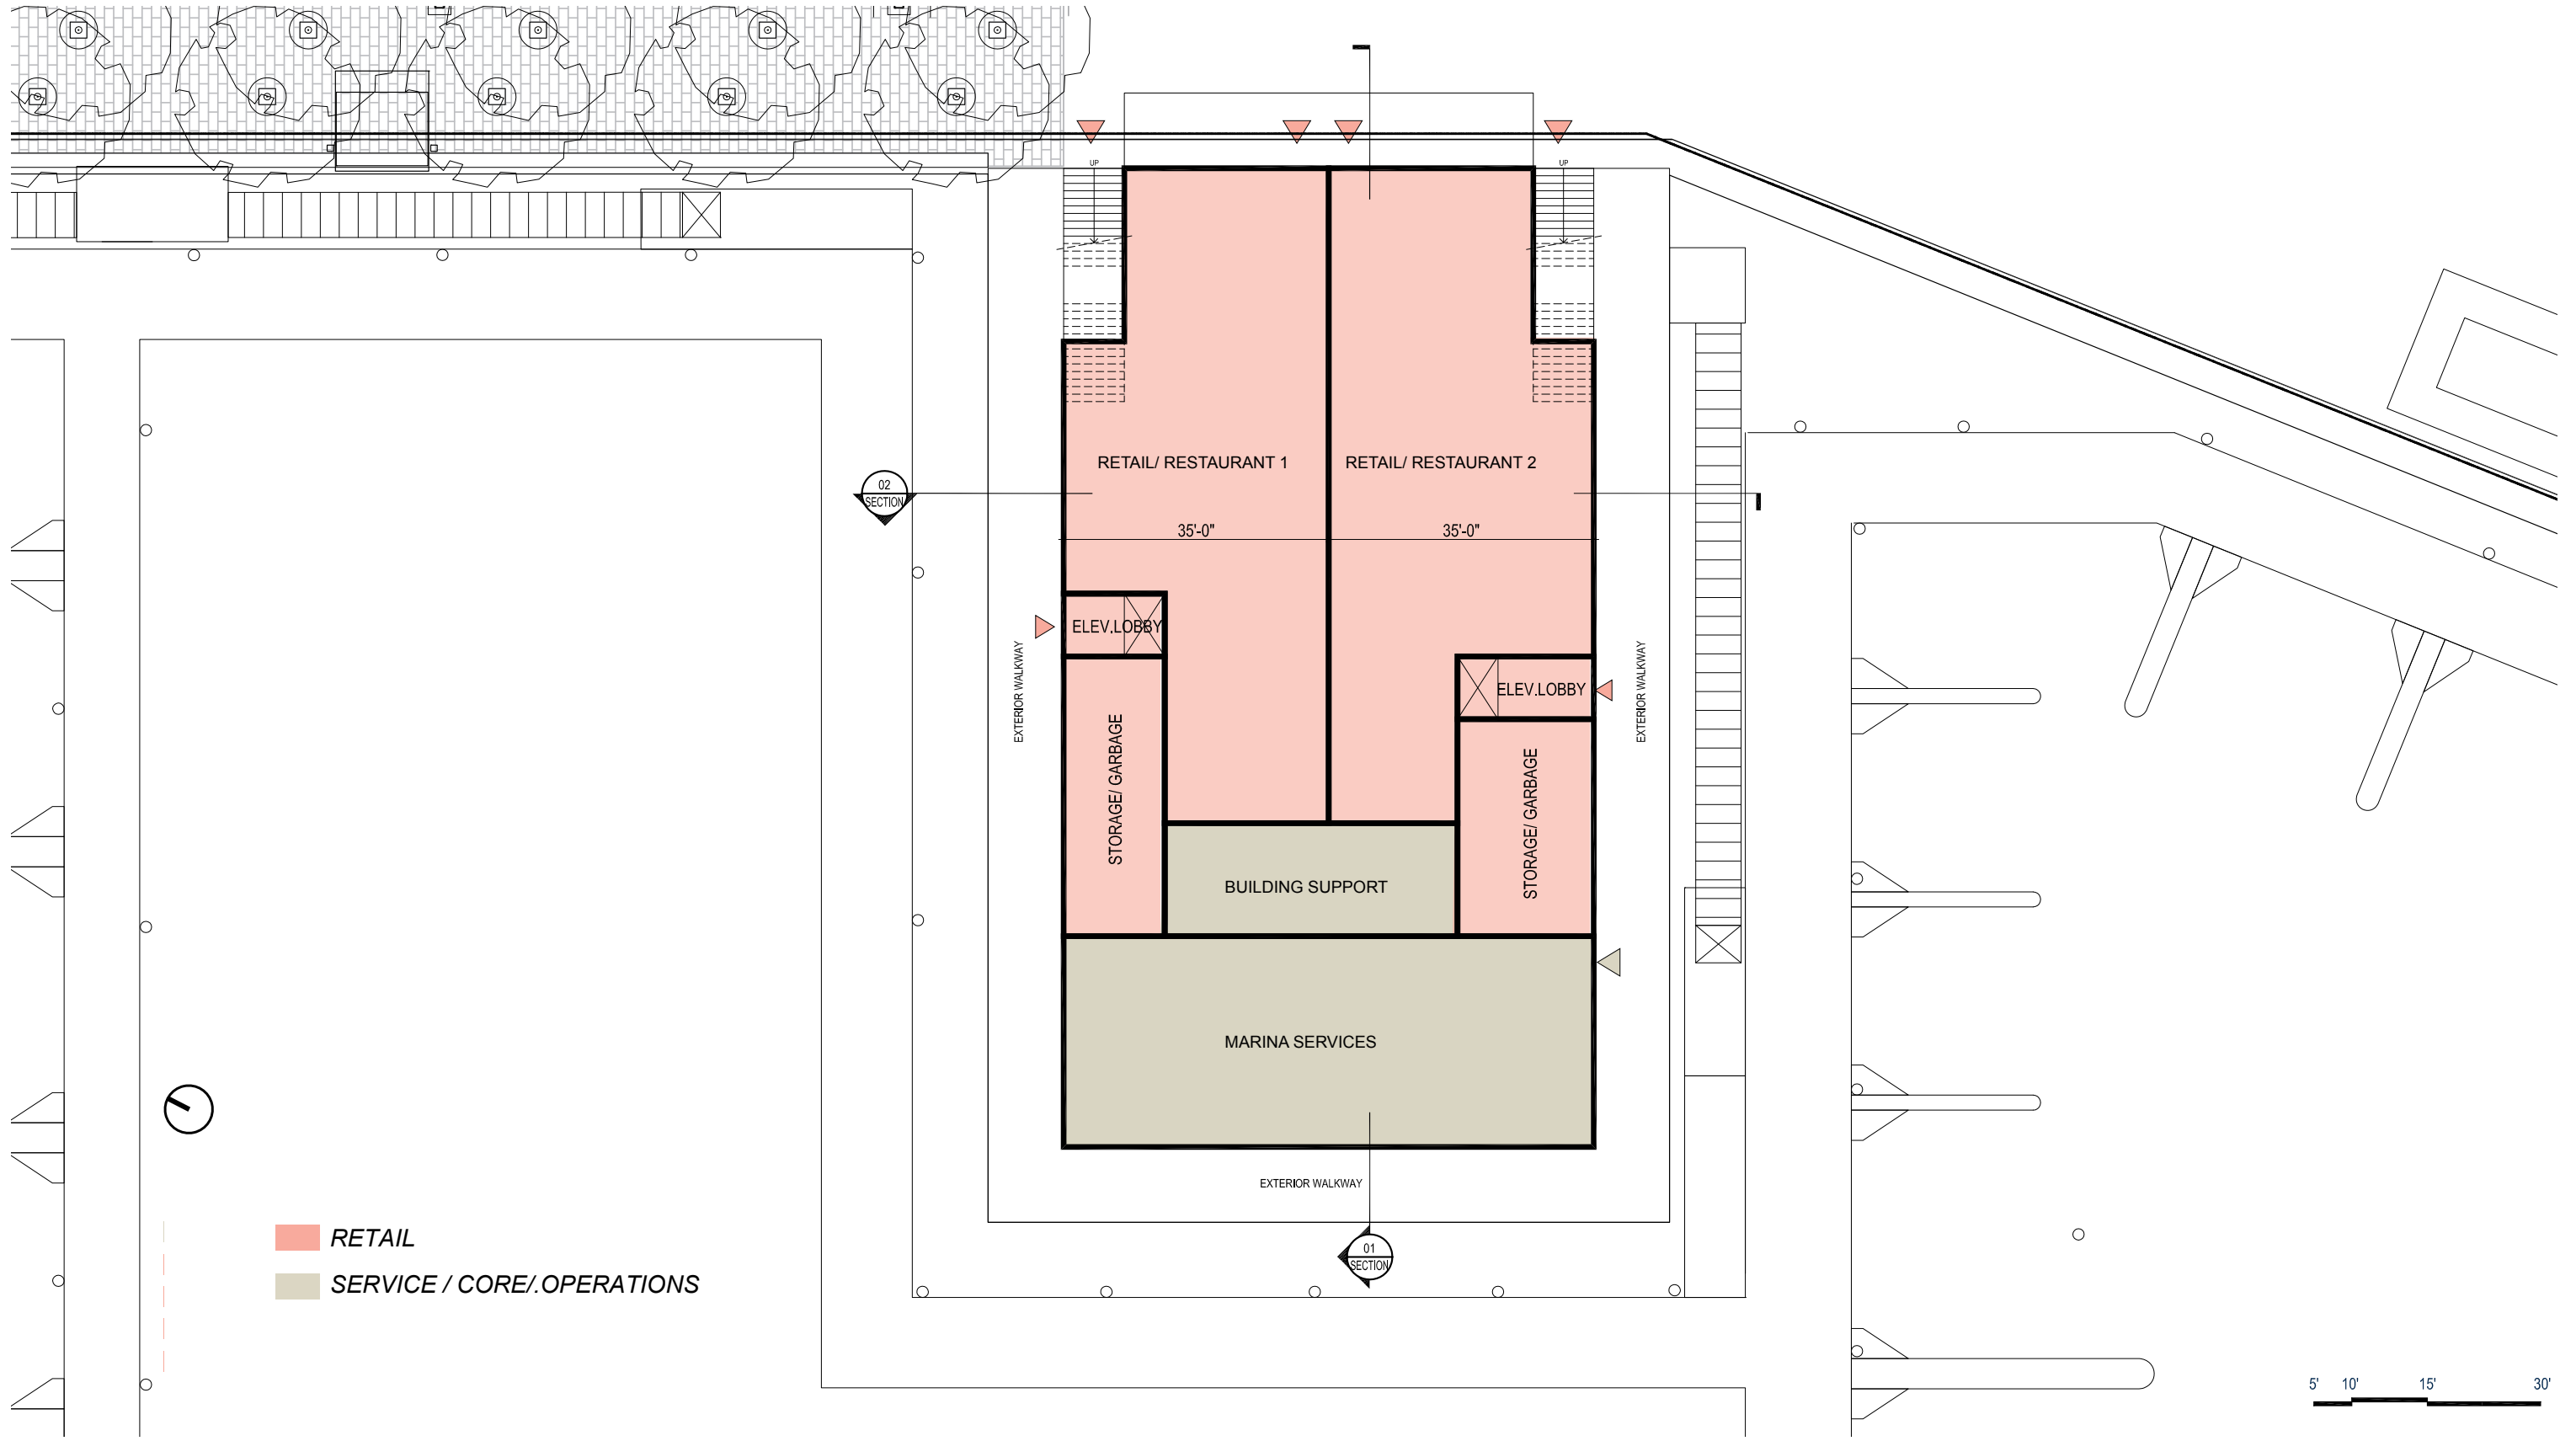 UP
UP
RETAIL/ RESTAURANT 1
RETAIL/ RESTAURANT 2
02
SECTION
35'-0"
35'-0"
ELEV.LOBBY
EXTERIOR WALKWAY
EXTERIOR WALKWAY
ELEV.LOBBY
STORAGE/ GARBAGE
STORAGE/ GARBAGE
BUILDING SUPPORT
MARINA SERVICES
EXTERIOR WALKWAY
01
SECTION
RETAIL
SERVICE / CORE/.OPERATIONS
5' 10' 15' 30'